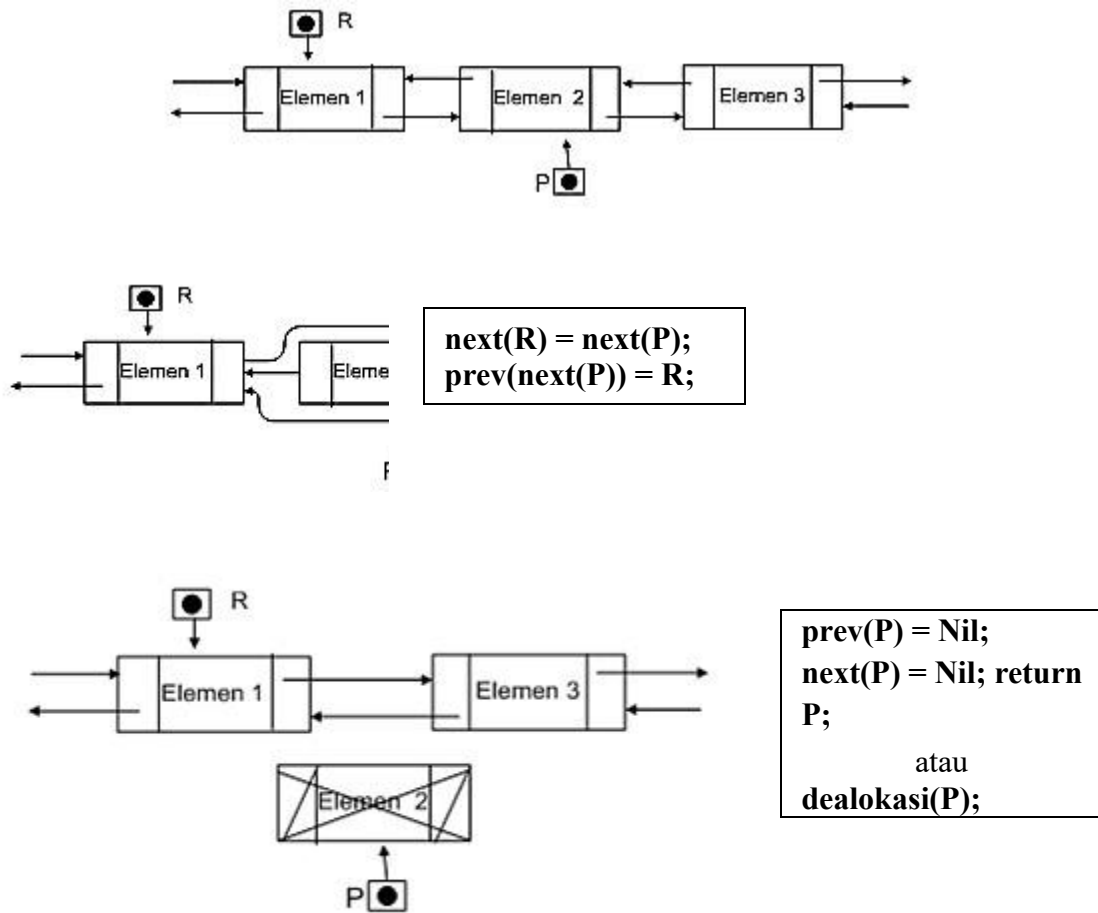 R
Elemen 1
Elemen 2
Elemen 3
P
R
Elemen 1
next(R) = next(P);
prev(next(P)) = R;
R
Elemen 1
Elemen 3
Elemen 2
P
prev(P) = Nil;
next(P) = Nil; return
P;
atau
dealokasi(P);